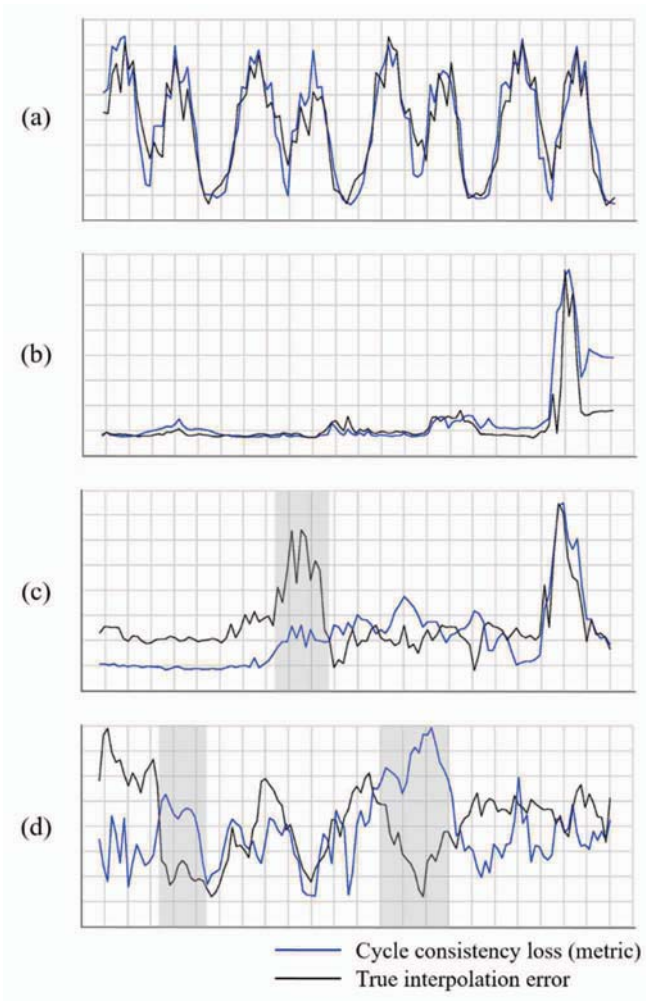 (a)
(b)
(c)
(d)
Cycle consistency loss (metric)
True interpolation error